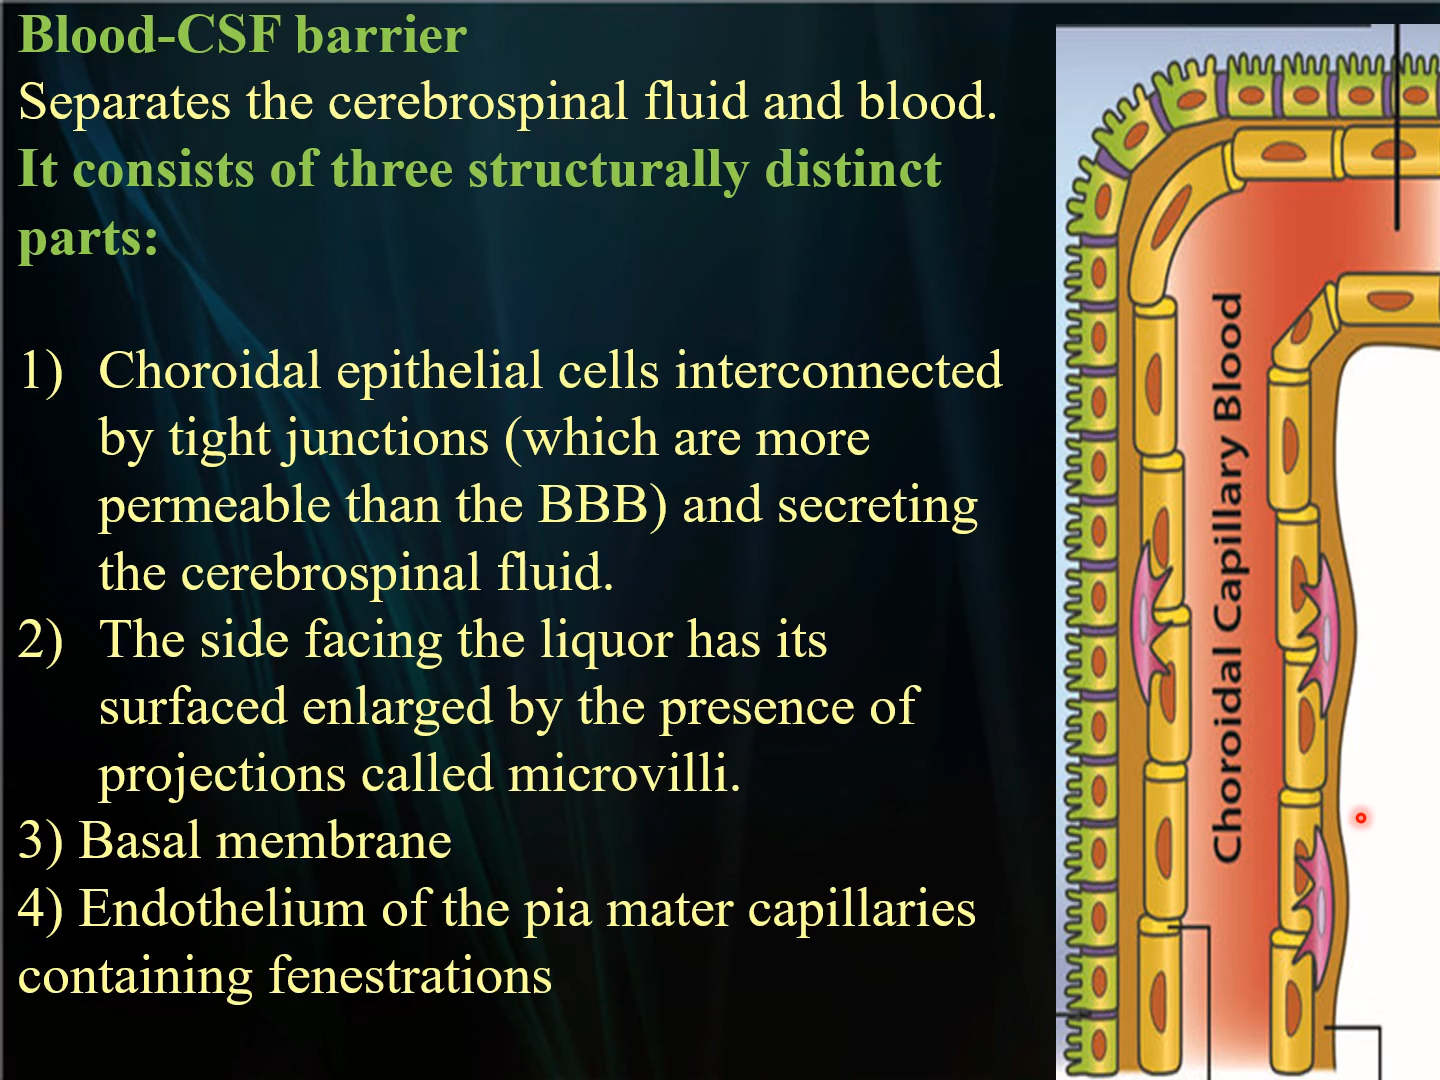 Blood-CSF barrier
Separates the cerebrospinal fluid and blood.
It consists of three structurally distinct
parts:
1) Choroidal epithelial cells interconnected
by tight junctions (which are more
permeable than the BBB) and secreting
the cerebrospinal fluid.
2) The side facing the liquor has its
surfaced enlarged by the presence of
projections called microvilli.
3) Basal membrane
4) Endothelium of the pia mater capillaries
containing fenestrations
Choroidal Capillary Blood